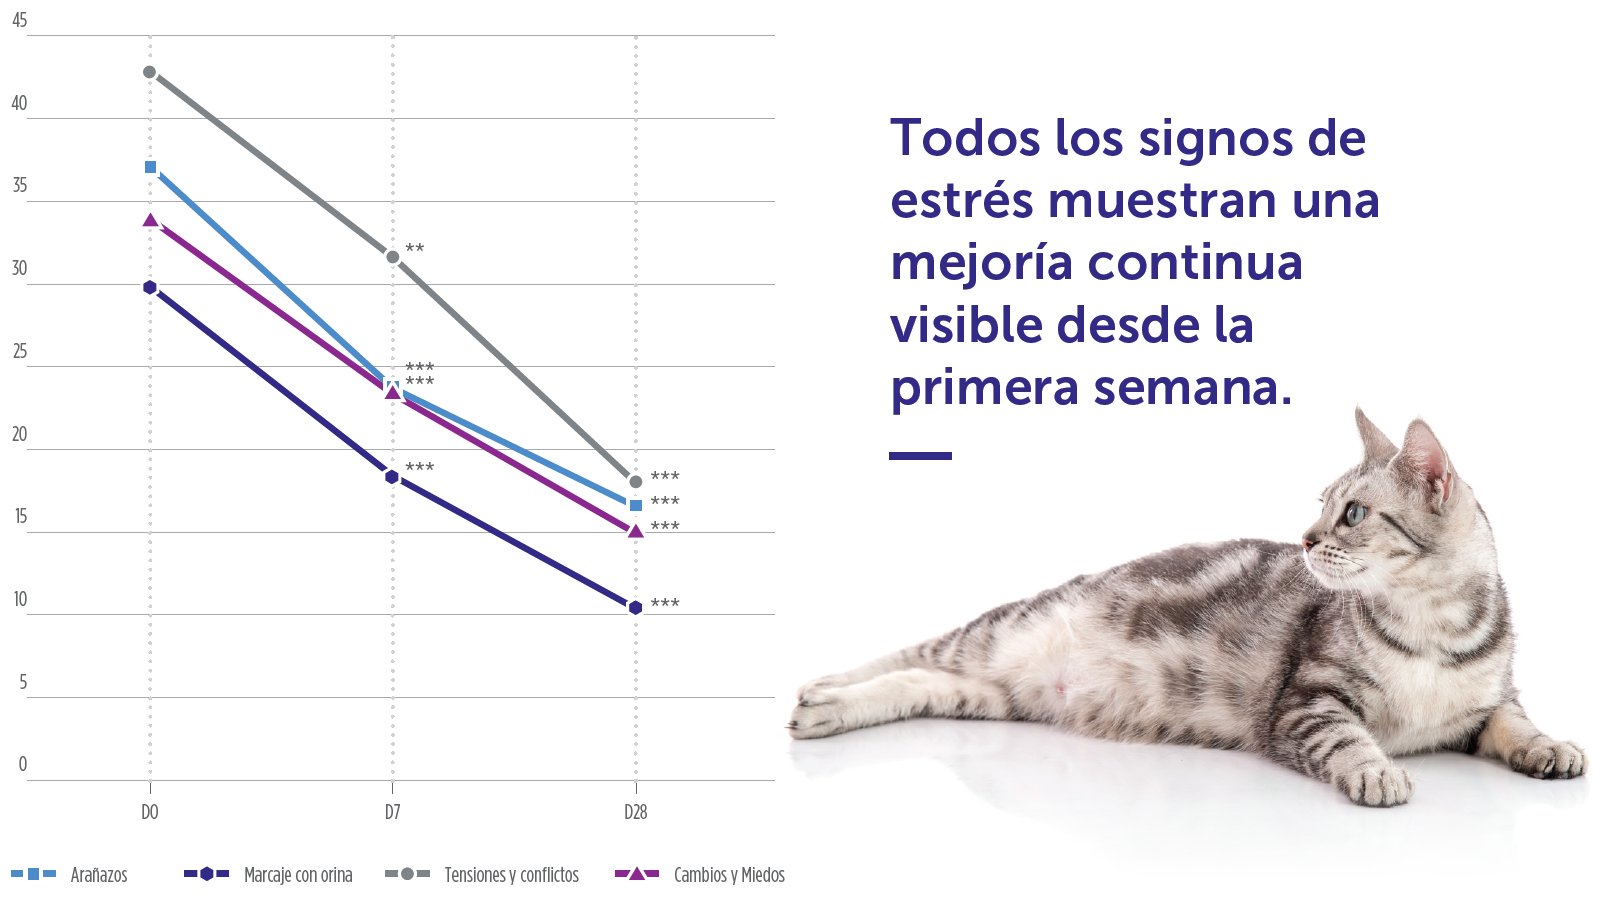 45
40
35
30
25
20
15
10
5
0
**
***
***
***
***
***
***
***
D0 D7 D28
Arañazos Marcaje con orina Tensiones y conflictos Cambios y Miedos
Todos los signos de
estrés muestran una
mejoría continua
visible desde la
primera semana.